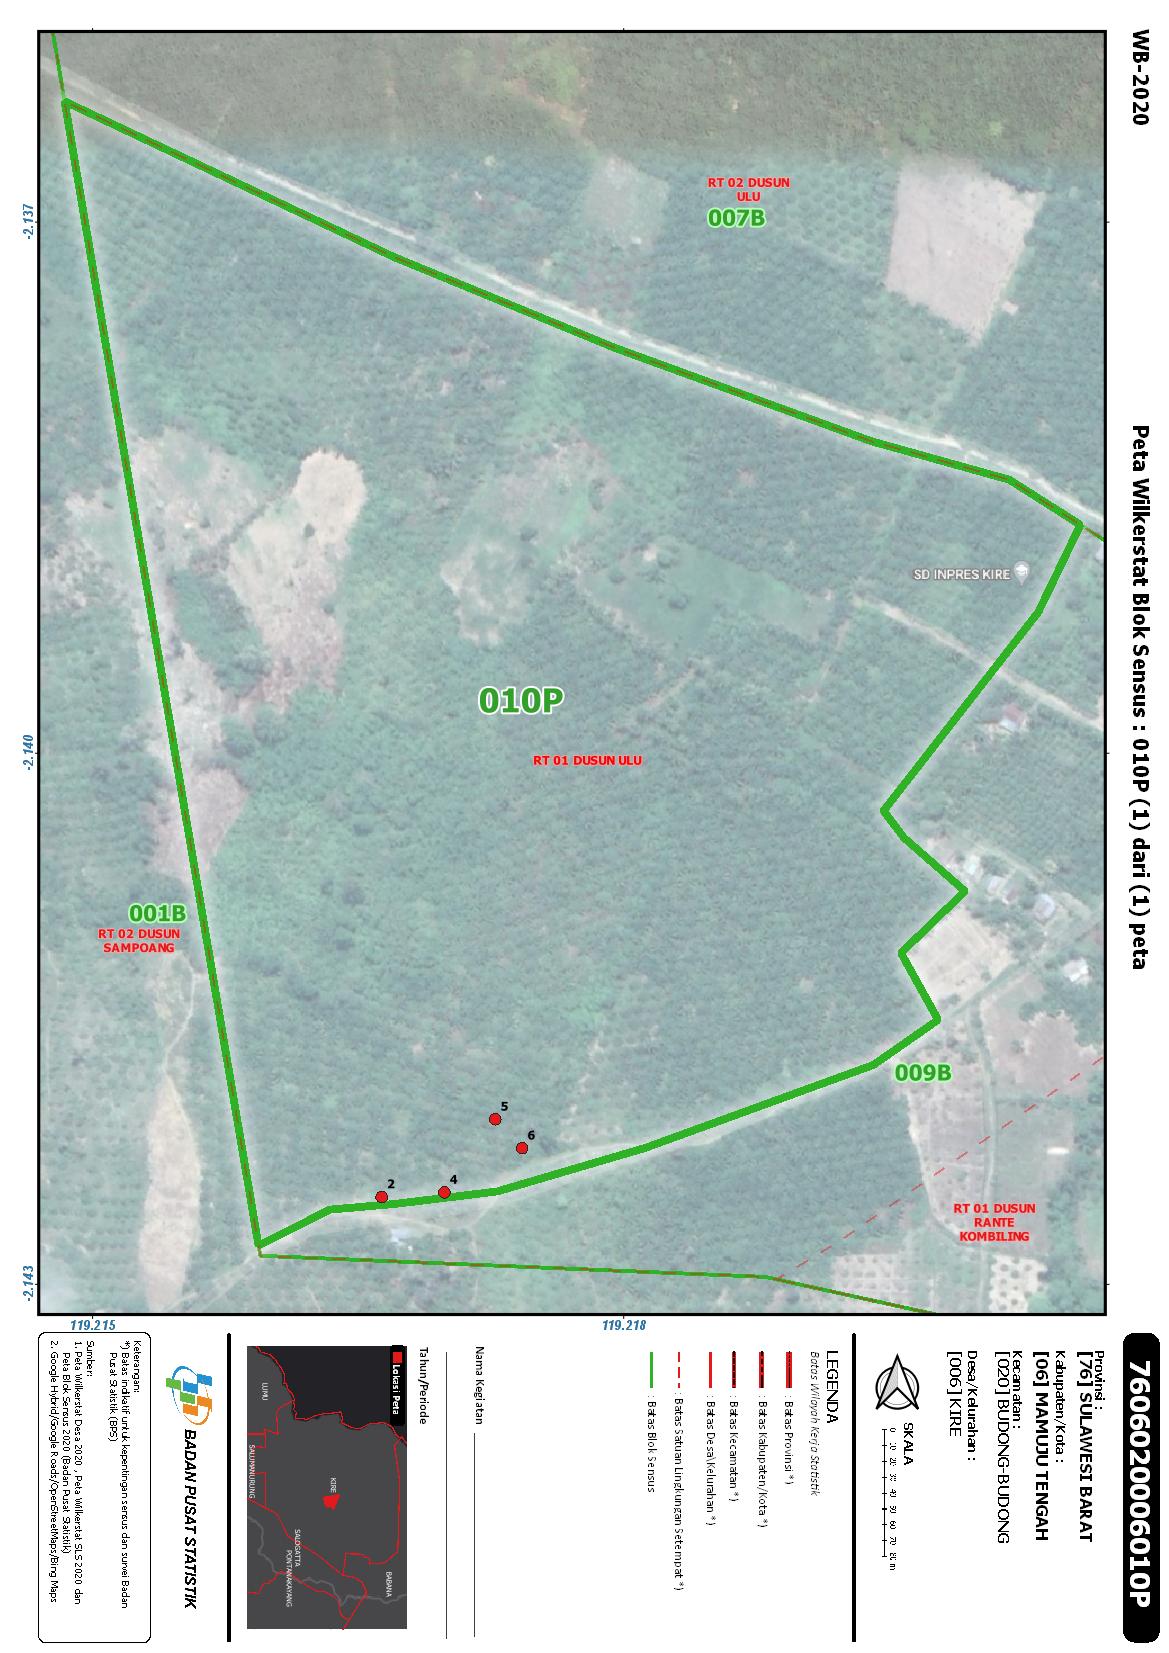 WB-2020
Peta Wilkerstat Blok Sensus : 010P (1) dari (1) peta
-2.137
-2.140
-2.143
119.215
119.218
RT 02 DUSUN
ULU
007B
SD INPRES KIRE
010P
RT 01 DUSUN ULU
001B
RT 02 DUSUN
SAMPOANG
009B
5
6
2
4
RT 01 DUSUN
RANTE
KOMBILING
7606020006010P
Provinsi :
[76] SULAWESI BARAT
Kabupaten/Kota :
[06] MAMUJU TENGAH
Kecamatan :
[020] BUDONG-BUDONG
Desa/Kelurahan :
[006] KIRE
SKALA
0 10 20 30 40 50 60 70 80 m
LEGENDA
Batas Wilayah Kerja Statistik
: Batas Provinsi *)
: Batas Kabupaten/Kota *)
: Batas Kecamatan *)
: Batas Desa\Kelurahan *)
: Batas Satuan Lingkungan Setempat *)
: Batas Blok Sensus
Nama Kegiatan
Tahun/Periode
Lokasi Peta
LUMU
SALUMANURUNG
KIRE
SALOGATTA
PONTANAKAYANG
BABANA
BADAN PUSAT STATISTIK
Keterangan:
*) Batas indikatif untuk kepentingan sensus dan survei Badan
Pusat Statistik (BPS)
Sumber:
1. Peta Wilkerstat Desa 2020 , Peta Wilkerstat SLS 2020 dan
Peta Blok Sensus 2020 (Badan Pusat Statistik)
2. Google Hybrid/Google Roads/OpenStreetMaps/Bing Maps